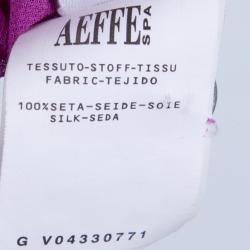 AEFFE SPA
TESSUTO-STOFF-TISSU
FABRIC-TEJIDO
100%SETA-SEIDE-SOIE
SILK-SEDA
G V04330771